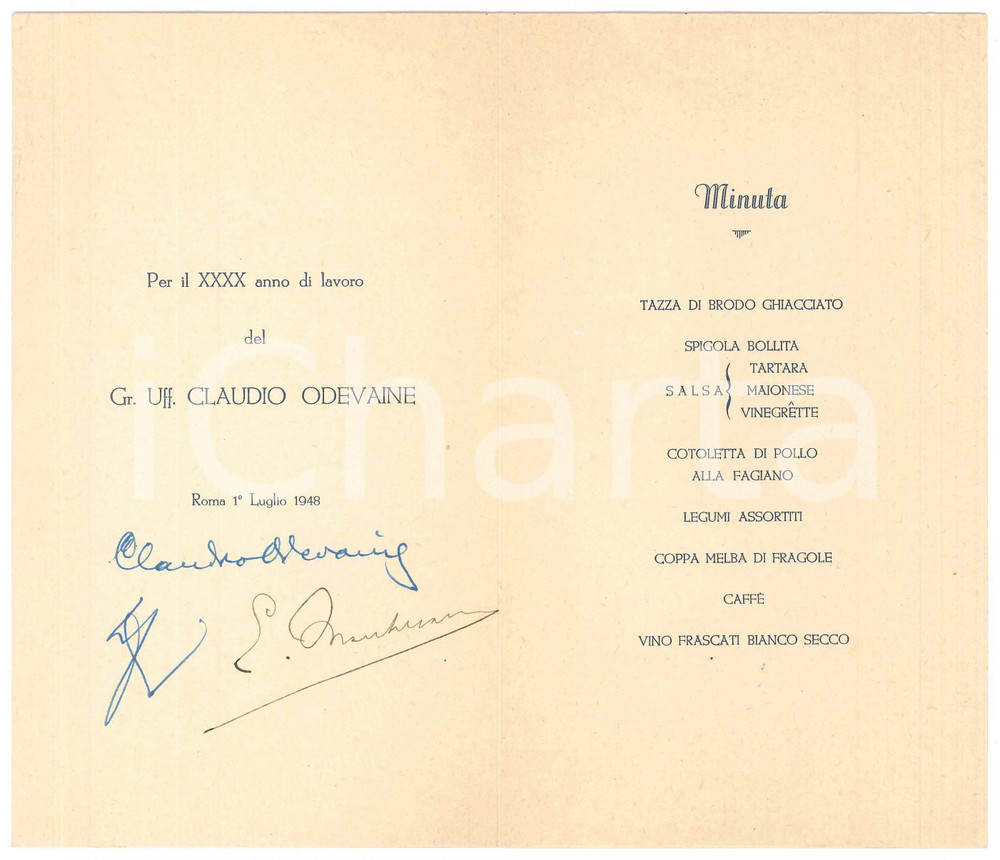 Per il XXXX anno di lavoro
del
Gr. Uff. CLAUDIO ODEVAINE
Roma 1° Luglio 1948
Claudio Odevaine
E.
Minuta
TAZZA DI BRODO GHIACCIATO
SPIGOLA BOLLITA
SALSA { TARTARA
MAIONESE
VINEGRÊTTE
COTOLETTA DI POLLO
ALLA FAGIANO
LEGUMI ASSORTITI
COPPA MELBA DI FRAGOLE
CAFFÈ
VINO FRASCATI BIANCO SECCO
iCharta